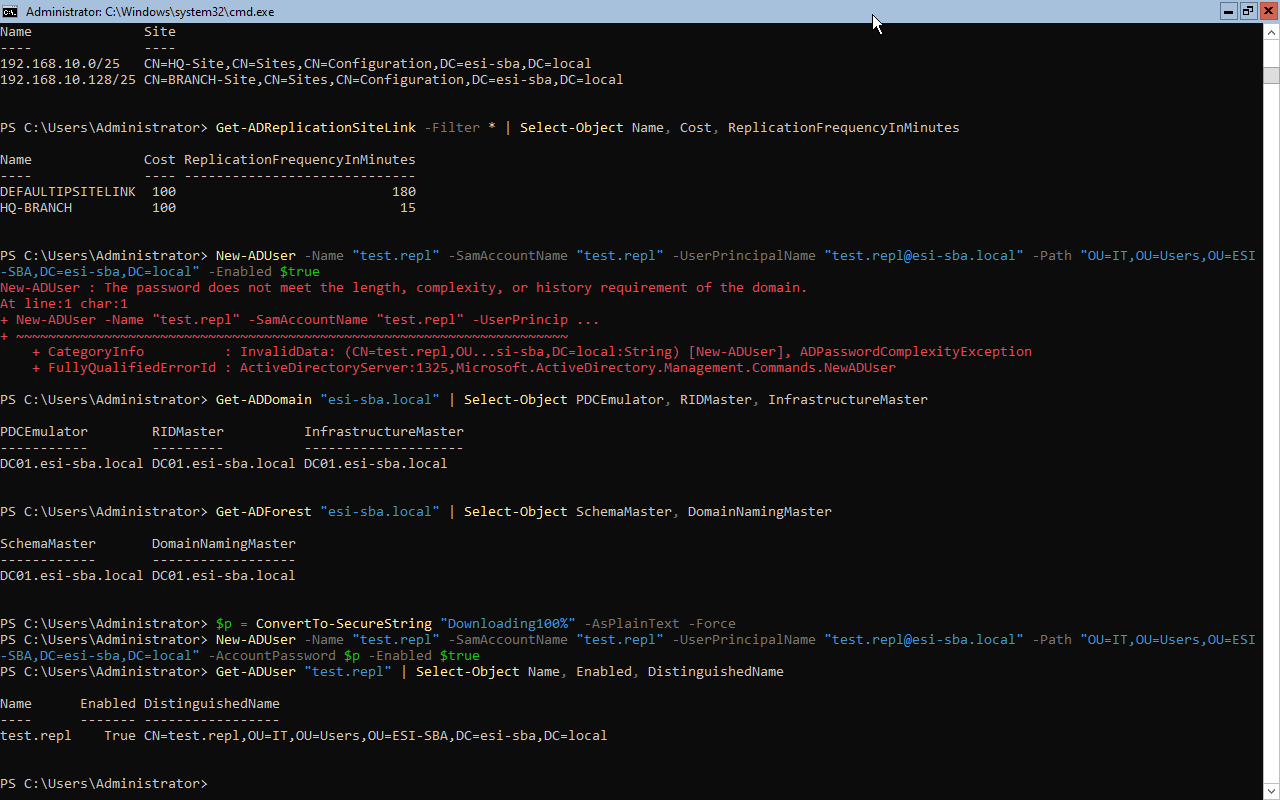 Administrator: C:\Windows\system32\cmd.exe
Name              Site
----              ----
192.168.10.0/25   CN=HQ-Site,CN=Sites,CN=Configuration,DC=esi-sba,DC=local
192.168.10.128/25 CN=BRANCH-Site,CN=Sites,CN=Configuration,DC=esi-sba,DC=local
PS C:\Users\Administrator> Get-ADReplicationSiteLink -Filter * | Select-Object Name, Cost, ReplicationFrequencyInMinutes
Name              Cost ReplicationFrequencyInMinutes
----              ---- -----------------------------
DEFAULTIPSITELINK  100                           180
HQ-BRANCH          100                            15
PS C:\Users\Administrator> New-ADUser -Name "test.repl" -SamAccountName "test.repl" -UserPrincipalName "test.repl@esi-sba.local" -Path "OU=IT,OU=Users,OU=ESI
-SBA,DC=esi-sba,DC=local" -Enabled $true
New-ADUser : The password does not meet the length, complexity, or history requirement of the domain.
At line:1 char:1
+ New-ADUser -Name "test.repl" -SamAccountName "test.repl" -UserPrincip ...
+ ~~~~~~~~~~~~~~~~~~~~~~~~~~~~~~~~~~~~~~~~~~~~~~~~~~~~~~~~~~~~~~~~~~~~~
    + CategoryInfo          : InvalidData: (CN=test.repl,OU...si-sba,DC=local:String) [New-ADUser], ADPasswordComplexityException
    + FullyQualifiedErrorId : ActiveDirectoryServer:1325,Microsoft.ActiveDirectory.Management.Commands.NewADUser
PS C:\Users\Administrator> Get-ADDomain "esi-sba.local" | Select-Object PDCEmulator, RIDMaster, InfrastructureMaster
PDCEmulator        RIDMaster          InfrastructureMaster
-----------        ---------          --------------------
DC01.esi-sba.local DC01.esi-sba.local DC01.esi-sba.local
PS C:\Users\Administrator> Get-ADForest "esi-sba.local" | Select-Object SchemaMaster, DomainNamingMaster
SchemaMaster       DomainNamingMaster
------------       ------------------
DC01.esi-sba.local DC01.esi-sba.local
PS C:\Users\Administrator> $p = ConvertTo-SecureString "Downloading100%" -AsPlainText -Force
PS C:\Users\Administrator> New-ADUser -Name "test.repl" -SamAccountName "test.repl" -UserPrincipalName "test.repl@esi-sba.local" -Path "OU=IT,OU=Users,OU=ESI
-SBA,DC=esi-sba,DC=local" -AccountPassword $p -Enabled $true
PS C:\Users\Administrator> Get-ADUser "test.repl" | Select-Object Name, Enabled, DistinguishedName
Name      Enabled DistinguishedName
----      ------- -----------------
test.repl    True CN=test.repl,OU=IT,OU=Users,OU=ESI-SBA,DC=esi-sba,DC=local
PS C:\Users\Administrator>